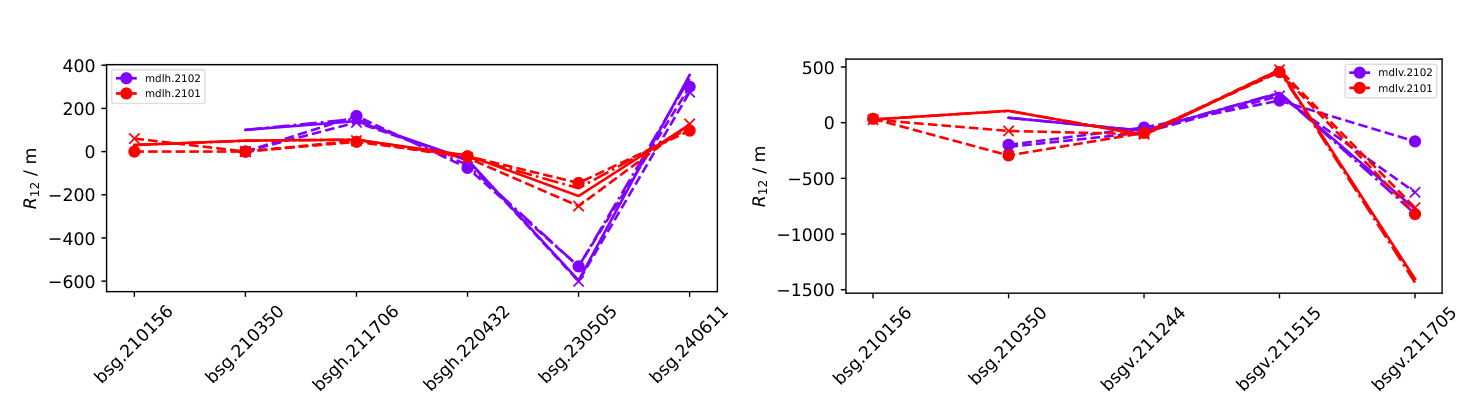 400
200
0
−200
−400
−600
R12 / m
mdlh.2102
mdlh.2101
bsg.210156
bsg.210350
bsgh.211706
bsgh.220432
bsg.230505
bsg.240611
500
0
−500
−1000
−1500
R12 / m
mdlv.2102
mdlv.2101
bsg.210156
bsg.210350
bsgv.211244
bsgv.211515
bsgv.211705